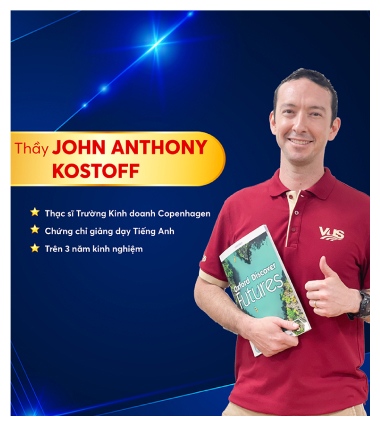 Thầy JOHN ANTHONY
KOSTOFF
Thạc sĩ Trường Kinh doanh Copenhagen
Chứng chỉ giảng dạy Tiếng Anh
Trên 3 năm kinh nghiệm
VUS
Oxford Discover
Futures